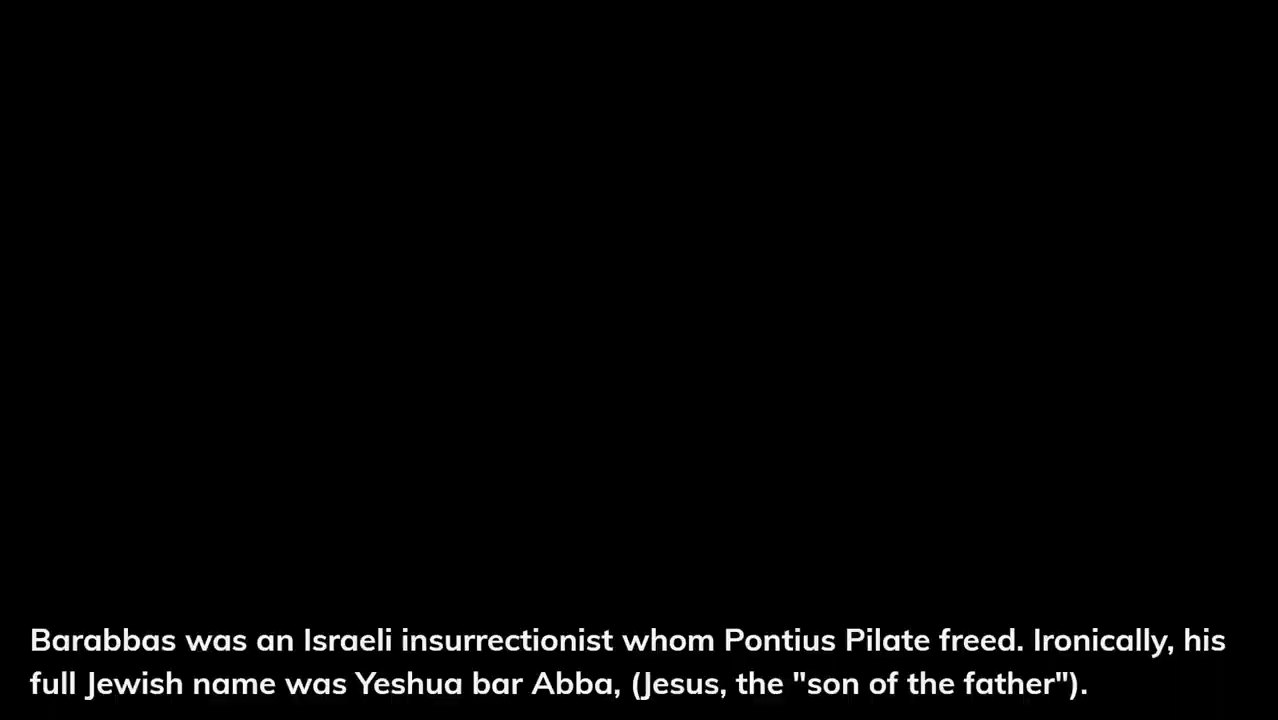 Barabbas was an Israeli insurrectionist whom Pontius Pilate freed. Ironically, his
full Jewish name was Yeshua bar Abba, (Jesus, the "son of the father").